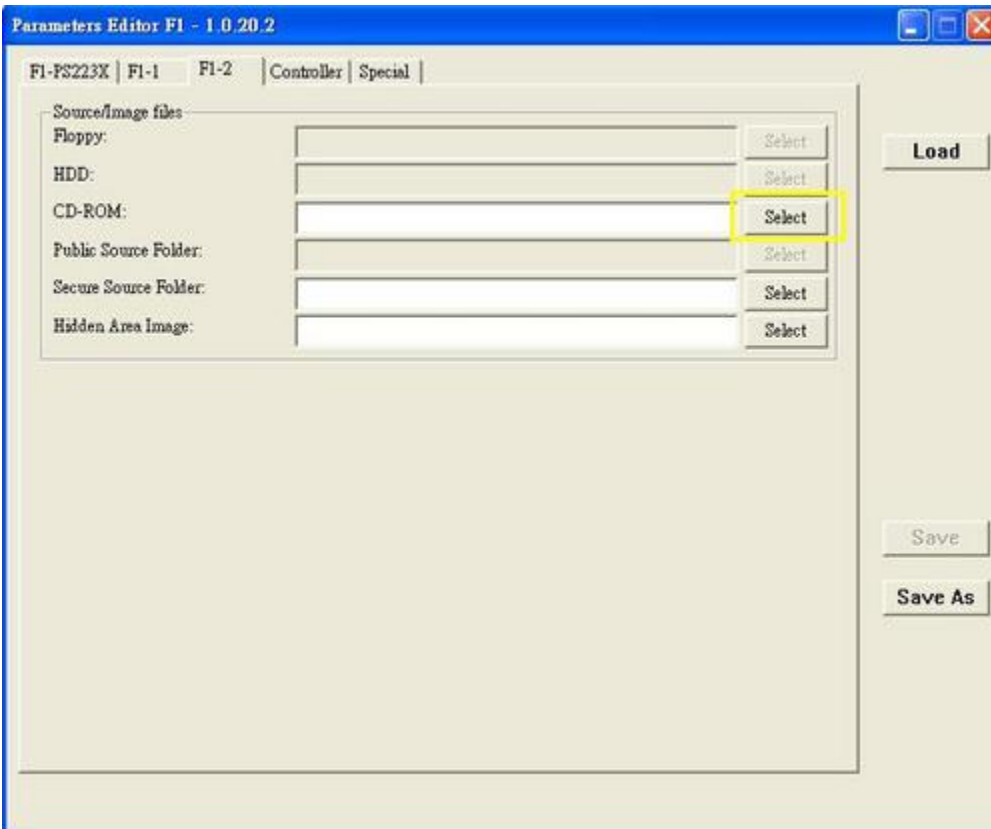 Parameters Editor F1 - 1.0.20.2
F1-PS223X F1-1 F1-2 Controller Special
Source/Image files
Floppy: Select
HDD: Select
CD-ROM: Select
Public Source Folder: Select
Secure Source Folder: Select
Hidden Area Image: Select
Load
Save
Save As